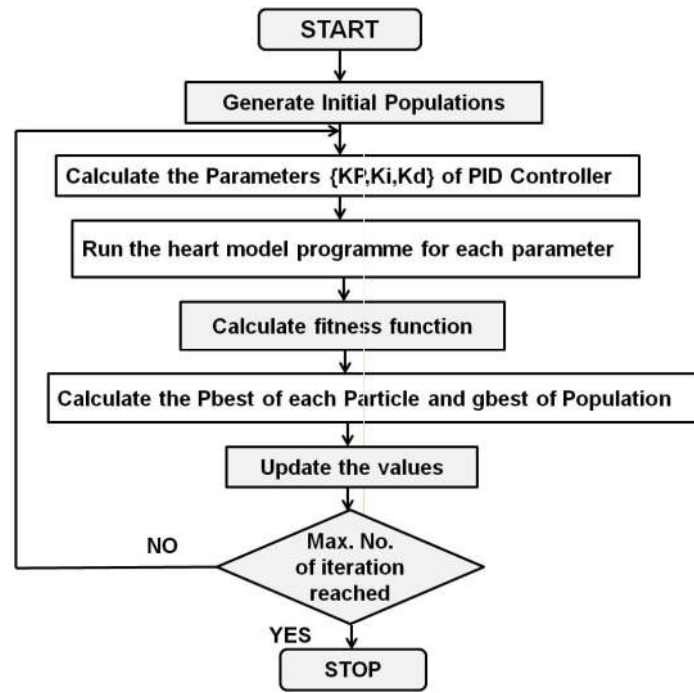 START
Generate Initial Populations
Calculate the Parameters {KP,Ki,Kd} of PID Controller
Run the heart model programme for each parameter
Calculate fitness function
Calculate the Pbest of each Particle and gbest of Population
Update the values
NO
Max. No.
of iteration
reached
YES
STOP